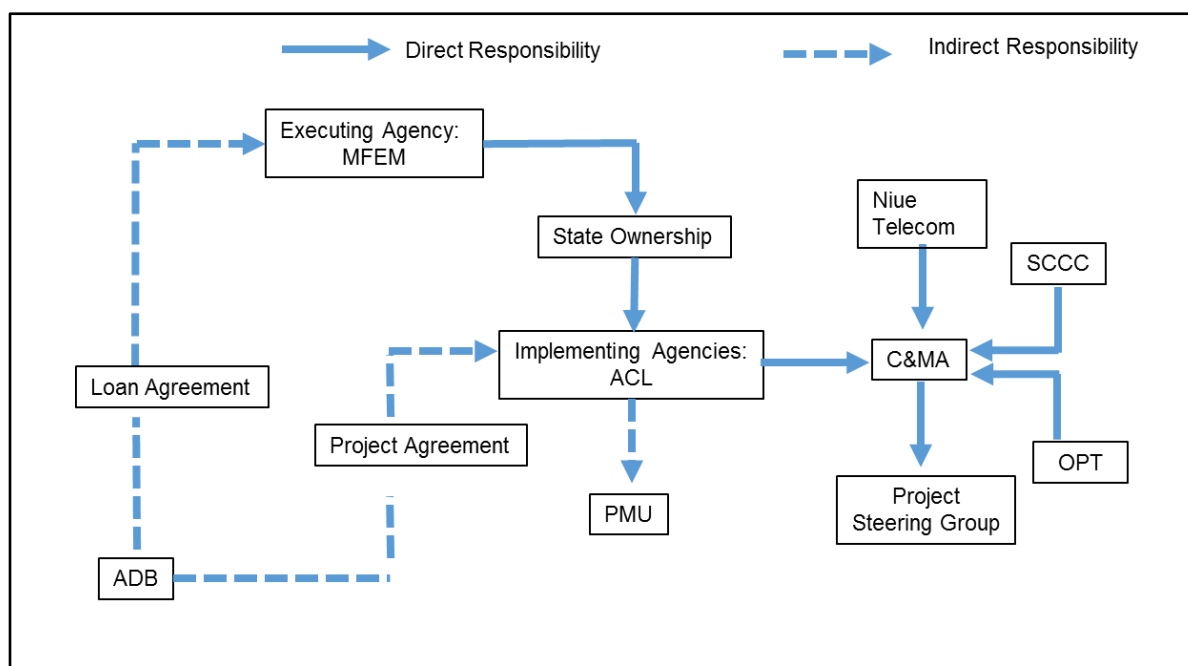 Direct Responsibility
Indirect Responsibility
Executing Agency:
MFEM
Niue
Telecom
State Ownership
SCCC
Implementing Agencies:
ACL
C&MA
Loan Agreement
Project Agreement
OPT
PMU
Project
Steering Group
ADB